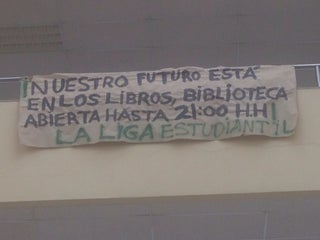 ¡NUESTRO FUTURO ESTÁ
EN LOS LIBROS, BIBLIOTECA
ABIERTA HASTA 21:00 H.H!
LA LIGA ESTUDIANTIL